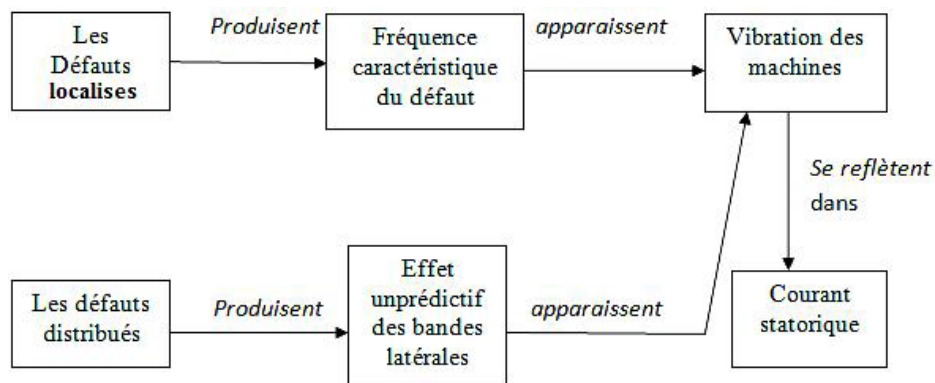 Les
Défauts
localises
Produisent
Fréquence
caractéristique
du défaut
apparaissent
Vibration des
machines
Se reflètent
dans
Les défauts
distribués
Produisent
Effet
unprédictif
des bandes
latérales
apparaissent
Courant
statorique